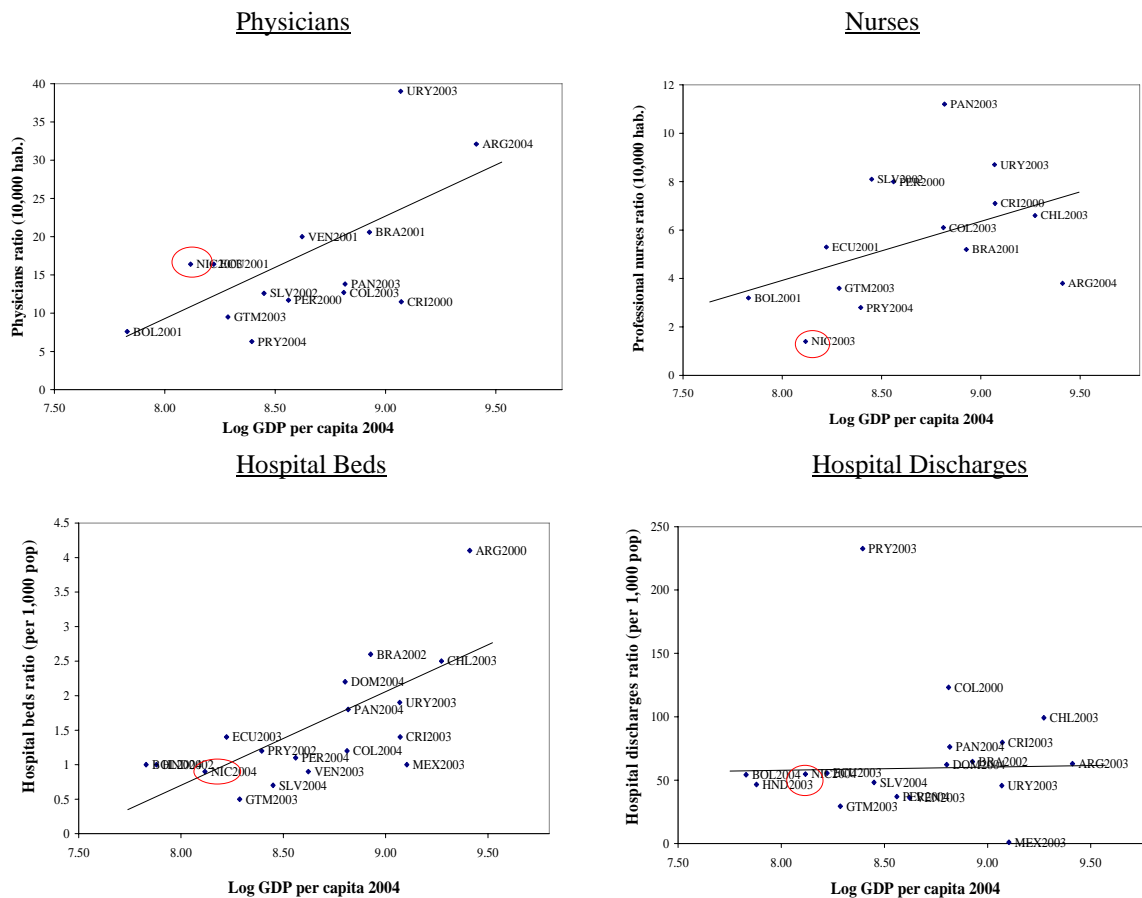 Physicians
Physicians ratio (10,000 hab.)
40
35
30
25
20
15
10
5
0
URY2003
ARG2004
VEN2001
BRA2001
ECU2001
PAN2003
SLV2002
COL2003
PER2000
CRI2000
GTM2003
BOL2001
PRY2004
7.50 8.00 8.50 9.00 9.50
Log GDP per capita 2004
Nurses
Professional nurses ratio (10,000 hab.)
12
10
8
6
4
2
0
PAN2003
URY2003
SLV2002
PER2000
CRI2000
CHL2003
COL2003
ECU2001
BRA2001
ARG2004
GTM2003
BOL2001
PRY2004
NIC2003
7.50 8.00 8.50 9.00 9.50
Log GDP per capita 2004
Hospital Beds
Hospital beds ratio (per 1,000 pop)
4.5
4
3.5
3
2.5
2
1.5
1
0.5
0
ARG2000
BRA2002
CHL2003
DOM2004
URY2003
PAN2004
ECU2003
CRI2003
PRY2002
COL2004
PER2004
MEX2003
NIC2004
VEN2003
SLV2004
GTM2003
7.50 8.00 8.50 9.00 9.50
Log GDP per capita 2004
Hospital Discharges
Hospital discharges ratio (per 1,000 pop)
250
200
150
100
50
0
PRY2003
COL2000
CHL2003
CRI2003
PAN2004
BRA2002
DOM2004
ARG2003
BOL2004
NIC2004
ECU2003
HND2003
SLV2004
URY2003
PER2004
VEN2003
GTM2003
MEX2003
7.50 8.00 8.50 9.00 9.50
Log GDP per capita 2004